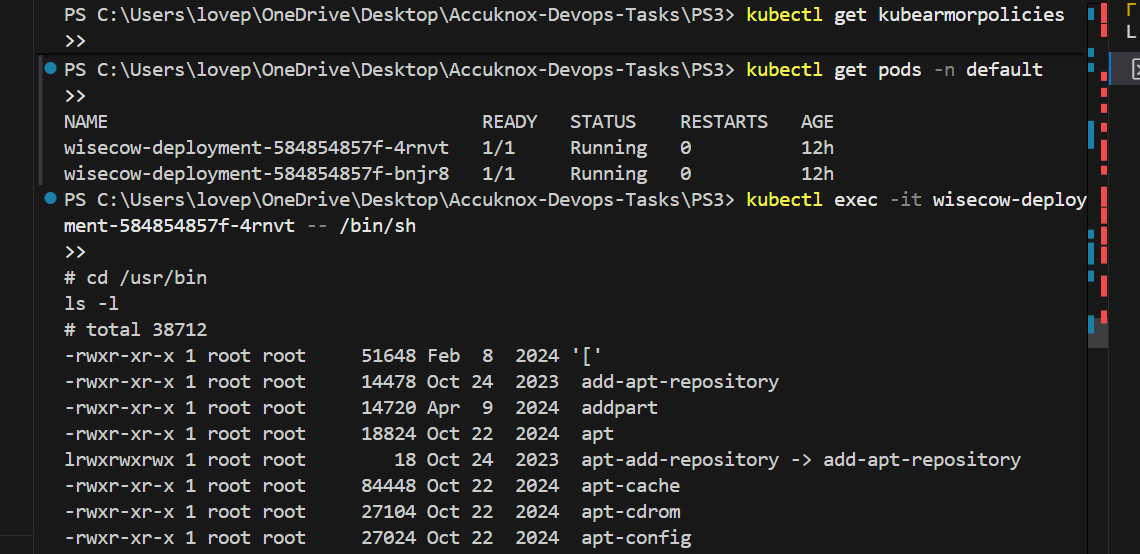 PS C:\Users\lovep\OneDrive\Desktop\Accuknox-Devops-Tasks\PS3> kubectl get kubearmorpolicies
>>
PS C:\Users\lovep\OneDrive\Desktop\Accuknox-Devops-Tasks\PS3> kubectl get pods -n default
>>
NAME                                  READY   STATUS    RESTARTS   AGE
wisecow-deployment-584854857f-4rnvt   1/1     Running   0          12h
wisecow-deployment-584854857f-bnjr8   1/1     Running   0          12h
PS C:\Users\lovep\OneDrive\Desktop\Accuknox-Devops-Tasks\PS3> kubectl exec -it wisecow-deploy
ment-584854857f-4rnvt -- /bin/sh
>>
# cd /usr/bin
ls -l
# total 38712
-rwxr-xr-x 1 root root     51648 Feb  8  2024 '['
-rwxr-xr-x 1 root root     14478 Oct 24  2023  add-apt-repository
-rwxr-xr-x 1 root root     14720 Apr  9  2024  addpart
-rwxr-xr-x 1 root root     18824 Oct 22  2024  apt
lrwxrwxrwx 1 root root        18 Oct 24  2023  apt-add-repository -> add-apt-repository
-rwxr-xr-x 1 root root     84448 Oct 22  2024  apt-cache
-rwxr-xr-x 1 root root     27104 Oct 22  2024  apt-cdrom
-rwxr-xr-x 1 root root     27024 Oct 22  2024  apt-config